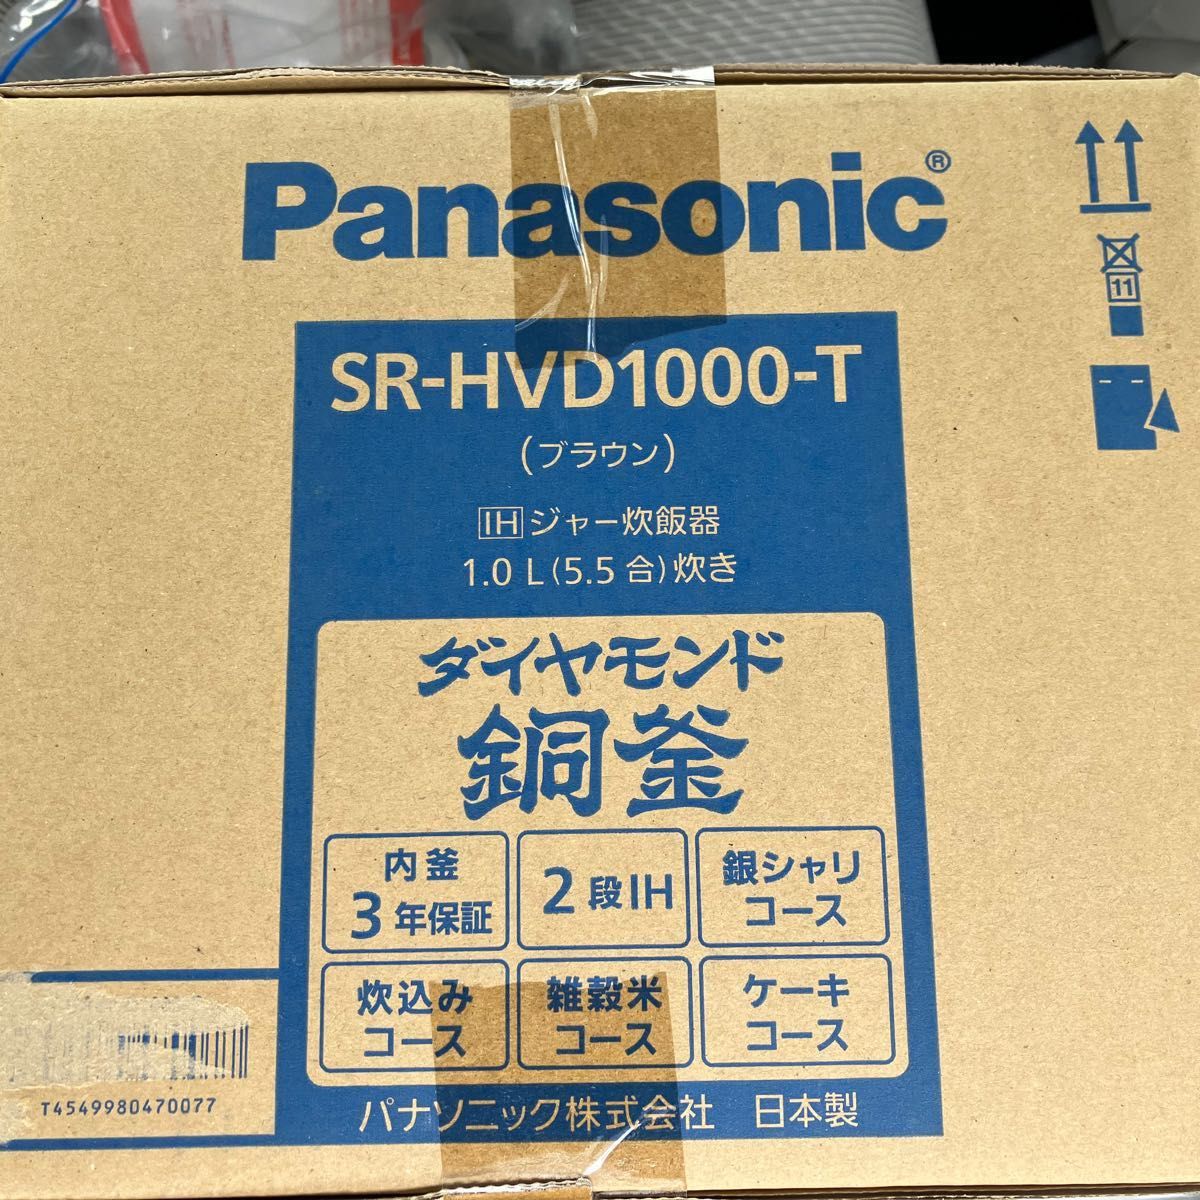 Panasonic®
11
SR-HVD1000-T
(ブラウン)
IH ジャー炊飯器
1.0 L(5.5 合)炊き
ダイヤモンド
銅釜
内釜
3年保証
2段IH
銀シャリ
コース
炊込み
コース
雑穀米
コース
ケーキ
コース
T4549980470077
パナソニック株式会社 日本製